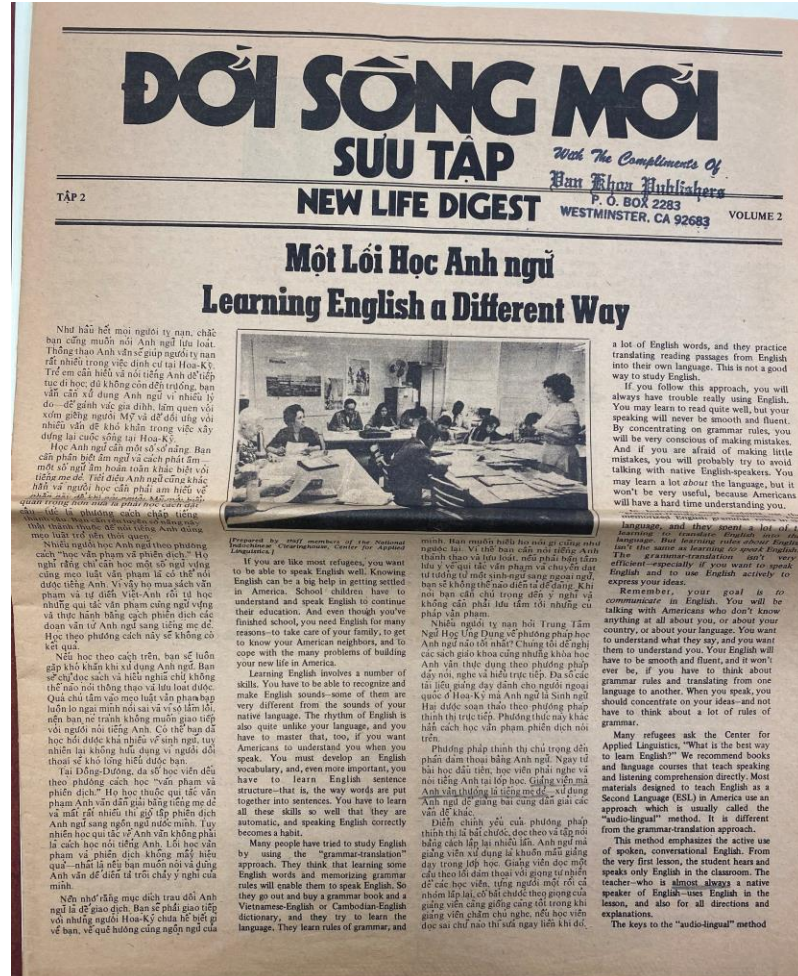 ĐỜI SỐNG MỚI
SƯU TẬP
With The Compliments Of
Van Khoa Publishers
P. O. BOX 2283
WESTMINSTER, CA 92683
TẬP 2
NEW LIFE DIGEST
VOLUME 2
Một Lối Học Anh ngữ
Learning English a Different Way
Như hầu hết mọi người tỵ nạn, chắc
bạn cũng muốn nói Anh ngữ lưu loát.
Thông thạo Anh văn sẽ giúp người tỵ nạn
rất nhiều trong việc định cư tại Hoa-Kỳ.
Trẻ em cần hiểu và nói tiếng Anh để tiếp
tục đi học; dù không còn đến trường, bạn
vẫn cần xử dụng Anh ngữ vì nhiều lý
do—để gánh vác gia đình, làm quen với
xóm giềng người Mỹ và để đối ứng với
nhiều vấn đề khó khăn trong việc xây
dựng lại cuộc sống tại Hoa-Kỳ.
Học Anh ngữ cần một số sở năng. Bạn
cần phân biệt âm ngữ và cách phát âm—
một số ngữ âm hoàn toàn khác biệt với
tiếng mẹ đẻ. Tiết điệu Anh ngữ cũng khác
hẳn và người học cần phải am hiểu về
quan trọng hơn nữa là phải học cách đặt
tức là phương cách chắp tiếng
thật thành thuộc để nói tiếng Anh đúng
mẹo luật trở nên thói quen.
Nhiều người học Anh ngữ theo phương
cách "học văn phạm và phiên dịch." Họ
nghĩ rằng chỉ cần học một số ngữ vựng
cùng mẹo luật văn phạm là có thể nói
được tiếng Anh. Vì vậy họ mua sách văn
phạm và tự điển Việt-Anh rồi tự học
những qui tắc văn phạm cùng ngữ vựng
và thực hành bằng cách phiên dịch các
đoạn văn từ Anh ngữ sang tiếng mẹ đẻ.
Học theo phương cách này sẽ không có
kết quả.
Nếu học theo cách trên, bạn sẽ luôn
gặp khó khăn khi xử dụng Anh ngữ. Bạn
sẽ chỉ đọc sách và hiểu nghĩa chứ không
thể nào nói thông thạo và lưu loát được.
Quá chú tâm vào mẹo luật văn phạm bạn
luôn lo ngại mình nói sai và vì sợ lầm lỗi,
nên bạn né tránh không muốn giao tiếp
với người nói tiếng Anh. Có thể bạn đã
học hỏi được khá nhiều về sinh ngữ, tuy
nhiên lại không hữu dụng vì người đối
thoại sẽ khó lòng hiểu được bạn.
Tại Đông-Dương, đa số học viên đều
theo phương cách học "văn phạm và
phiên dịch." Họ học thuộc qui tắc văn
phạm Anh văn dẫn giải bằng tiếng mẹ đẻ
và mất rất nhiều thì giờ tập phiên dịch
Anh ngữ sang ngôn ngữ nước mình. Tuy
nhiên học qui tắc về Anh văn không phải
là cách học nói tiếng Anh. Lối học văn
phạm và phiên dịch không mấy hiệu
quả—nhất là nếu bạn muốn nói và dùng
Anh văn để diễn tả trôi chảy ý nghĩ của
mình.
Nên nhớ rằng mục đích trau dồi Anh
ngữ là để giao dịch. Bạn sẽ phải giao tiếp
với những người Hoa-Kỳ chưa hề biết gì
về bạn, về quê hương cùng ngôn ngữ của
[Prepared by staff members of the National
Indochinese Clearinghouse, Center for Applied
Linguistics.]
If you are like most refugees, you want
to be able to speak English well. Knowing
English can be a big help in getting settled
in America. School children have to
understand and speak English to continue
their education. And even though you've
finished school, you need English for many
reasons—to take care of your family, to get
to know your American neighbors, and to
cope with the many problems of building
your new life in America.
Learning English involves a number of
skills. You have to be able to recognize and
make English sounds—some of them are
very different from the sounds of your
native language. The rhythm of English is
also quite unlike your language, and you
have to master that, too, if you want
Americans to understand you when you
speak. You must develop an English
vocabulary, and, even more important, you
have to learn English sentence
structure—that is, the way words are put
together into sentences. You have to learn
all these skills so well that they are
automatic, and speaking English correctly
becomes a habit.
Many people have tried to study English
by using the "grammar-translation"
approach. They think that learning some
English words and memorizing grammar
rules will enable them to speak English. So
they go out and buy a grammar book and a
Vietnamese-English or Cambodian-English
dictionary, and they try to learn the
language. They learn rules of grammar, and
mình. Bạn muốn hiểu họ nói gì cũng như
ngược lại. Vì thế bạn cần nói tiếng Anh
thành thạo và lưu loát, nếu phải bận tâm
lưu ý về qui tắc văn phạm và chuyển đạt
tư tưởng từ một sinh-ngữ sang ngoại ngữ,
bạn sẽ không thể nào diễn tả dễ dàng. Khi
nói bạn cần chú trọng đến ý nghĩ và
không cần phải lưu tâm tới những cú
pháp văn phạm.
Nhiều người tỵ nạn hỏi Trung Tâm
Ngữ Học Ứng Dụng về phương pháp học
Anh ngữ nào tốt nhất? Chúng tôi đề nghị
các sách giáo khoa cùng những khóa học
Anh văn thực dụng theo phương pháp
dạy nói, nghe và hiểu trực tiếp. Đa số các
tài liệu giảng dạy dành cho người ngoại
quốc ở Hoa-Kỳ mà Anh ngữ là Sinh ngữ
Hai được soạn thảo theo phương pháp
thính thị trực tiếp. Phương thức này khác
hẳn cách học văn phạm phiên dịch nói
trên.
Phương pháp thính thị chú trọng đến
phần đàm thoại bằng Anh ngữ. Ngay từ
bài học đầu tiên, học viên phải nghe và
nói tiếng Anh tại lớp học. Giảng viên mà
Anh văn thường là tiếng mẹ đẻ—xử dụng
Anh ngữ để giảng bài cùng dẫn giải các
vấn đề khác.
Điểm chính yếu của phương pháp
thính thị là bắt chước, đọc theo và tập nói
bằng cách lập lại nhiều lần. Anh ngữ mà
giảng viên xử dụng là khuôn mẫu giảng
dạy trong lớp học. Giảng viên đọc một
câu theo lối đàm thoại với giọng tự nhiên
để các học viên, từng người một rồi cả
nhóm lập lại, cố bắt chước theo giọng của
giảng viên càng giống càng tốt trong khi
giảng viên chăm chú nghe, nếu học viên
đọc sai chữ nào thì sửa ngay liền khi đó.
a lot of English words, and they practice
translating reading passages from English
into their own language. This is not a good
way to study English.
If you follow this approach, you will
always have trouble really using English.
You may learn to read quite well, but your
speaking will never be smooth and fluent.
By concentrating on grammar rules, you
will be very conscious of making mistakes.
And if you are afraid of making little
mistakes, you will probably try to avoid
talking with native English-speakers. You
may learn a lot about the language, but it
won't be very useful, because Americans
will have a hard time understanding you.
language, and they spent a lot of
learning to translate English into
language. But learning rules about English
isn't the same as learning to speak English
The grammar-translation isn't very
efficient—especially if you want to speak
English and to use English actively to
express your ideas.
Remember, your goal is to
communicate in English. You will be
talking with Americans who don't know
anything at all about you, or about your
country, or about your language. You want
to understand what they say, and you want
them to understand you. Your English will
have to be smooth and fluent, and it won't
ever be, if you have to think about
grammar rules and translating from one
language to another. When you speak, you
should concentrate on your ideas—and not
have to think about a lot of rules of
grammar.
Many refugees ask the Center for
Applied Linguistics, "What is the best way
to learn English?" We recommend books
and language courses that teach speaking
and listening comprehension directly. Most
materials designed to teach English as a
Second Language (ESL) in America use an
approach which is usually called the
"audio-lingual" method. It is different
from the grammar-translation approach.
This method emphasizes the active use
of spoken, conversational English. From
the very first lesson, the student hears and
speaks only English in the classroom. The
teacher—who is almost always a native
speaker of English—uses English in the
lesson, and also for all directions and
explanations.
The keys to the "audio-lingual" method